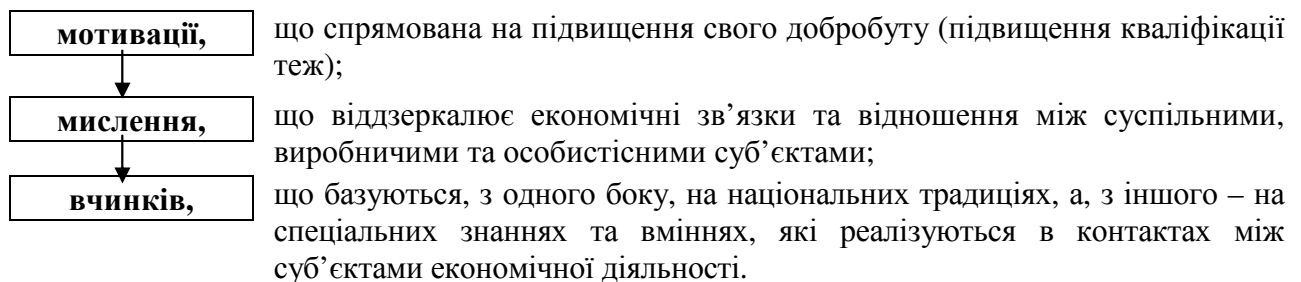 мотивації,
що спрямована на підвищення свого добробуту (підвищення кваліфікації
теж);
мислення,
що віддзеркалює економічні зв’язки та відношення між суспільними,
виробничими та особистісними суб’єктами;
вчинків,
що базуються, з одного боку, на національних традиціях, а, з іншого – на
спеціальних знаннях та вміннях, які реалізуються в контактах між
суб’єктами економічної діяльності.